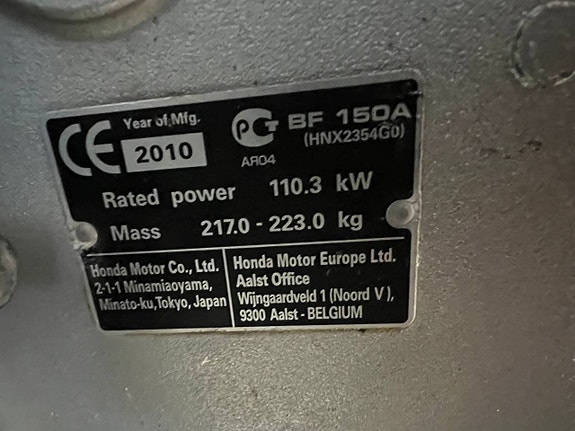 CE Year of Mfg. 2010
РСТ BF 150A
(HNX2354G0)
АЯ04
Rated power 110.3 kW
Mass 217.0 - 223.0 kg
Honda Motor Co., Ltd.
2-1-1 Minamiaoyama,
Minato-ku,Tokyo, Japan
Honda Motor Europe Ltd.
Aalst Office
Wijngaardveld 1 (Noord V),
9300 Aalst - BELGIUM